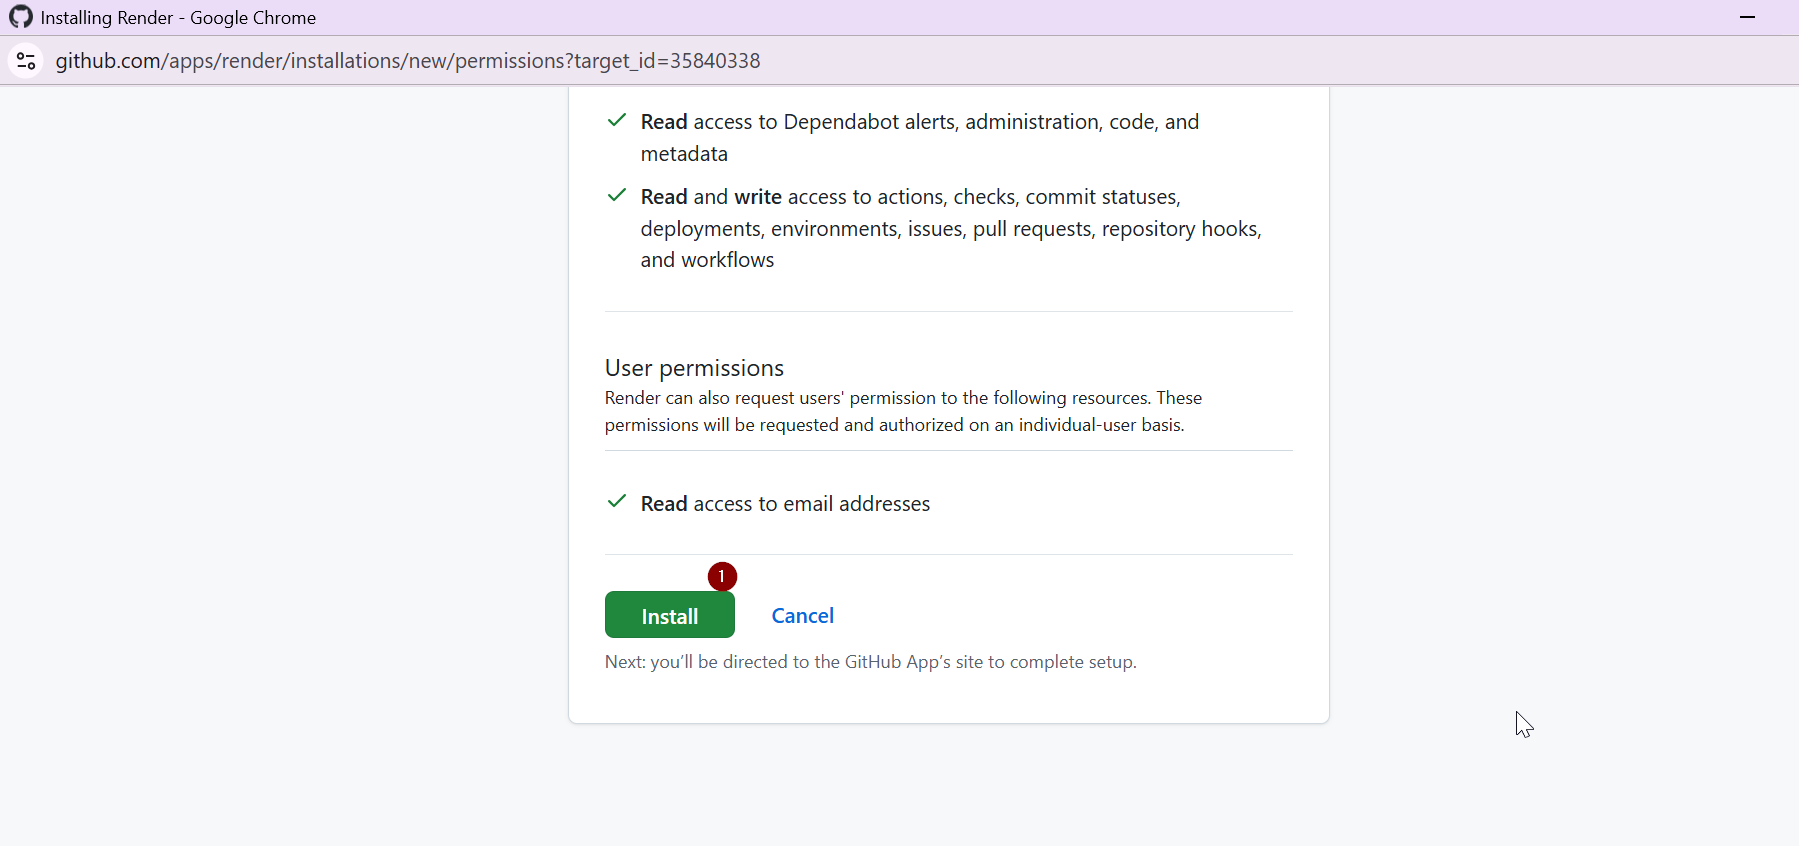 Installing Render - Google Chrome
github.com/apps/render/installations/new/permissions?target_id=35840338
Read access to Dependabot alerts, administration, code, and
metadata
Read and write access to actions, checks, commit statuses,
deployments, environments, issues, pull requests, repository hooks,
and workflows
User permissions
Render can also request users' permission to the following resources. These
permissions will be requested and authorized on an individual-user basis.
Read access to email addresses
1
Install Cancel
Next: you’ll be directed to the GitHub App’s site to complete setup.